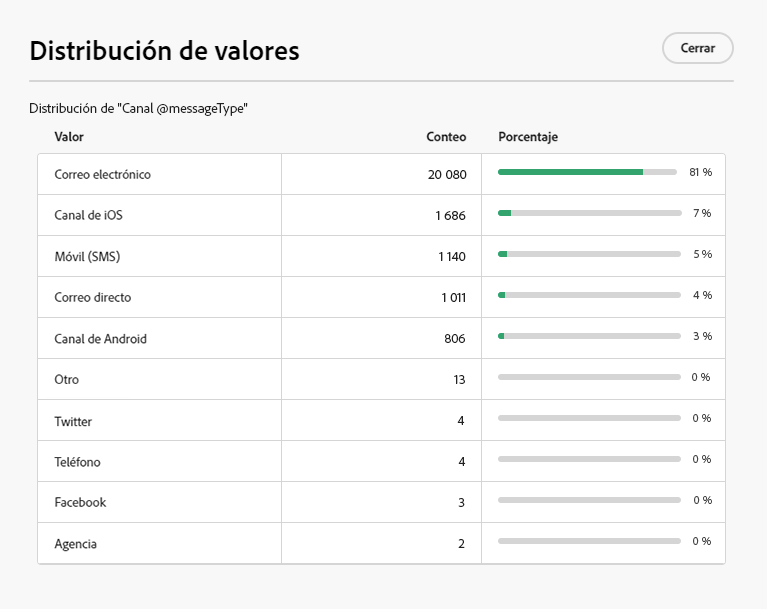 Distribución de valores
Cerrar
Distribución de "Canal @messageType"
Valor Conteo Porcentaje
Correo electrónico 20 080 81 %
Canal de iOS 1 686 7 %
Móvil (SMS) 1 140 5 %
Correo directo 1 011 4 %
Canal de Android 806 3 %
Otro 13 0 %
Twitter 4 0 %
Teléfono 4 0 %
Facebook 3 0 %
Agencia 2 0 %